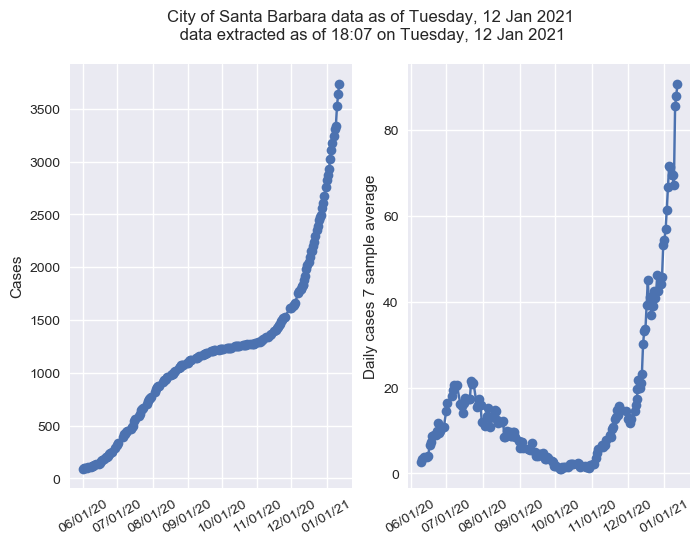 City of Santa Barbara data as of Tuesday, 12 Jan 2021
data extracted as of 18:07 on Tuesday, 12 Jan 2021
Cases
3500
3000
2500
2000
1500
1000
500
0
06/01/20 07/01/20 08/01/20 09/01/20 10/01/20 11/01/20 12/01/20 01/01/21
Daily cases 7 sample average
80
60
40
20
0
06/01/20 07/01/20 08/01/20 09/01/20 10/01/20 11/01/20 12/01/20 01/01/21